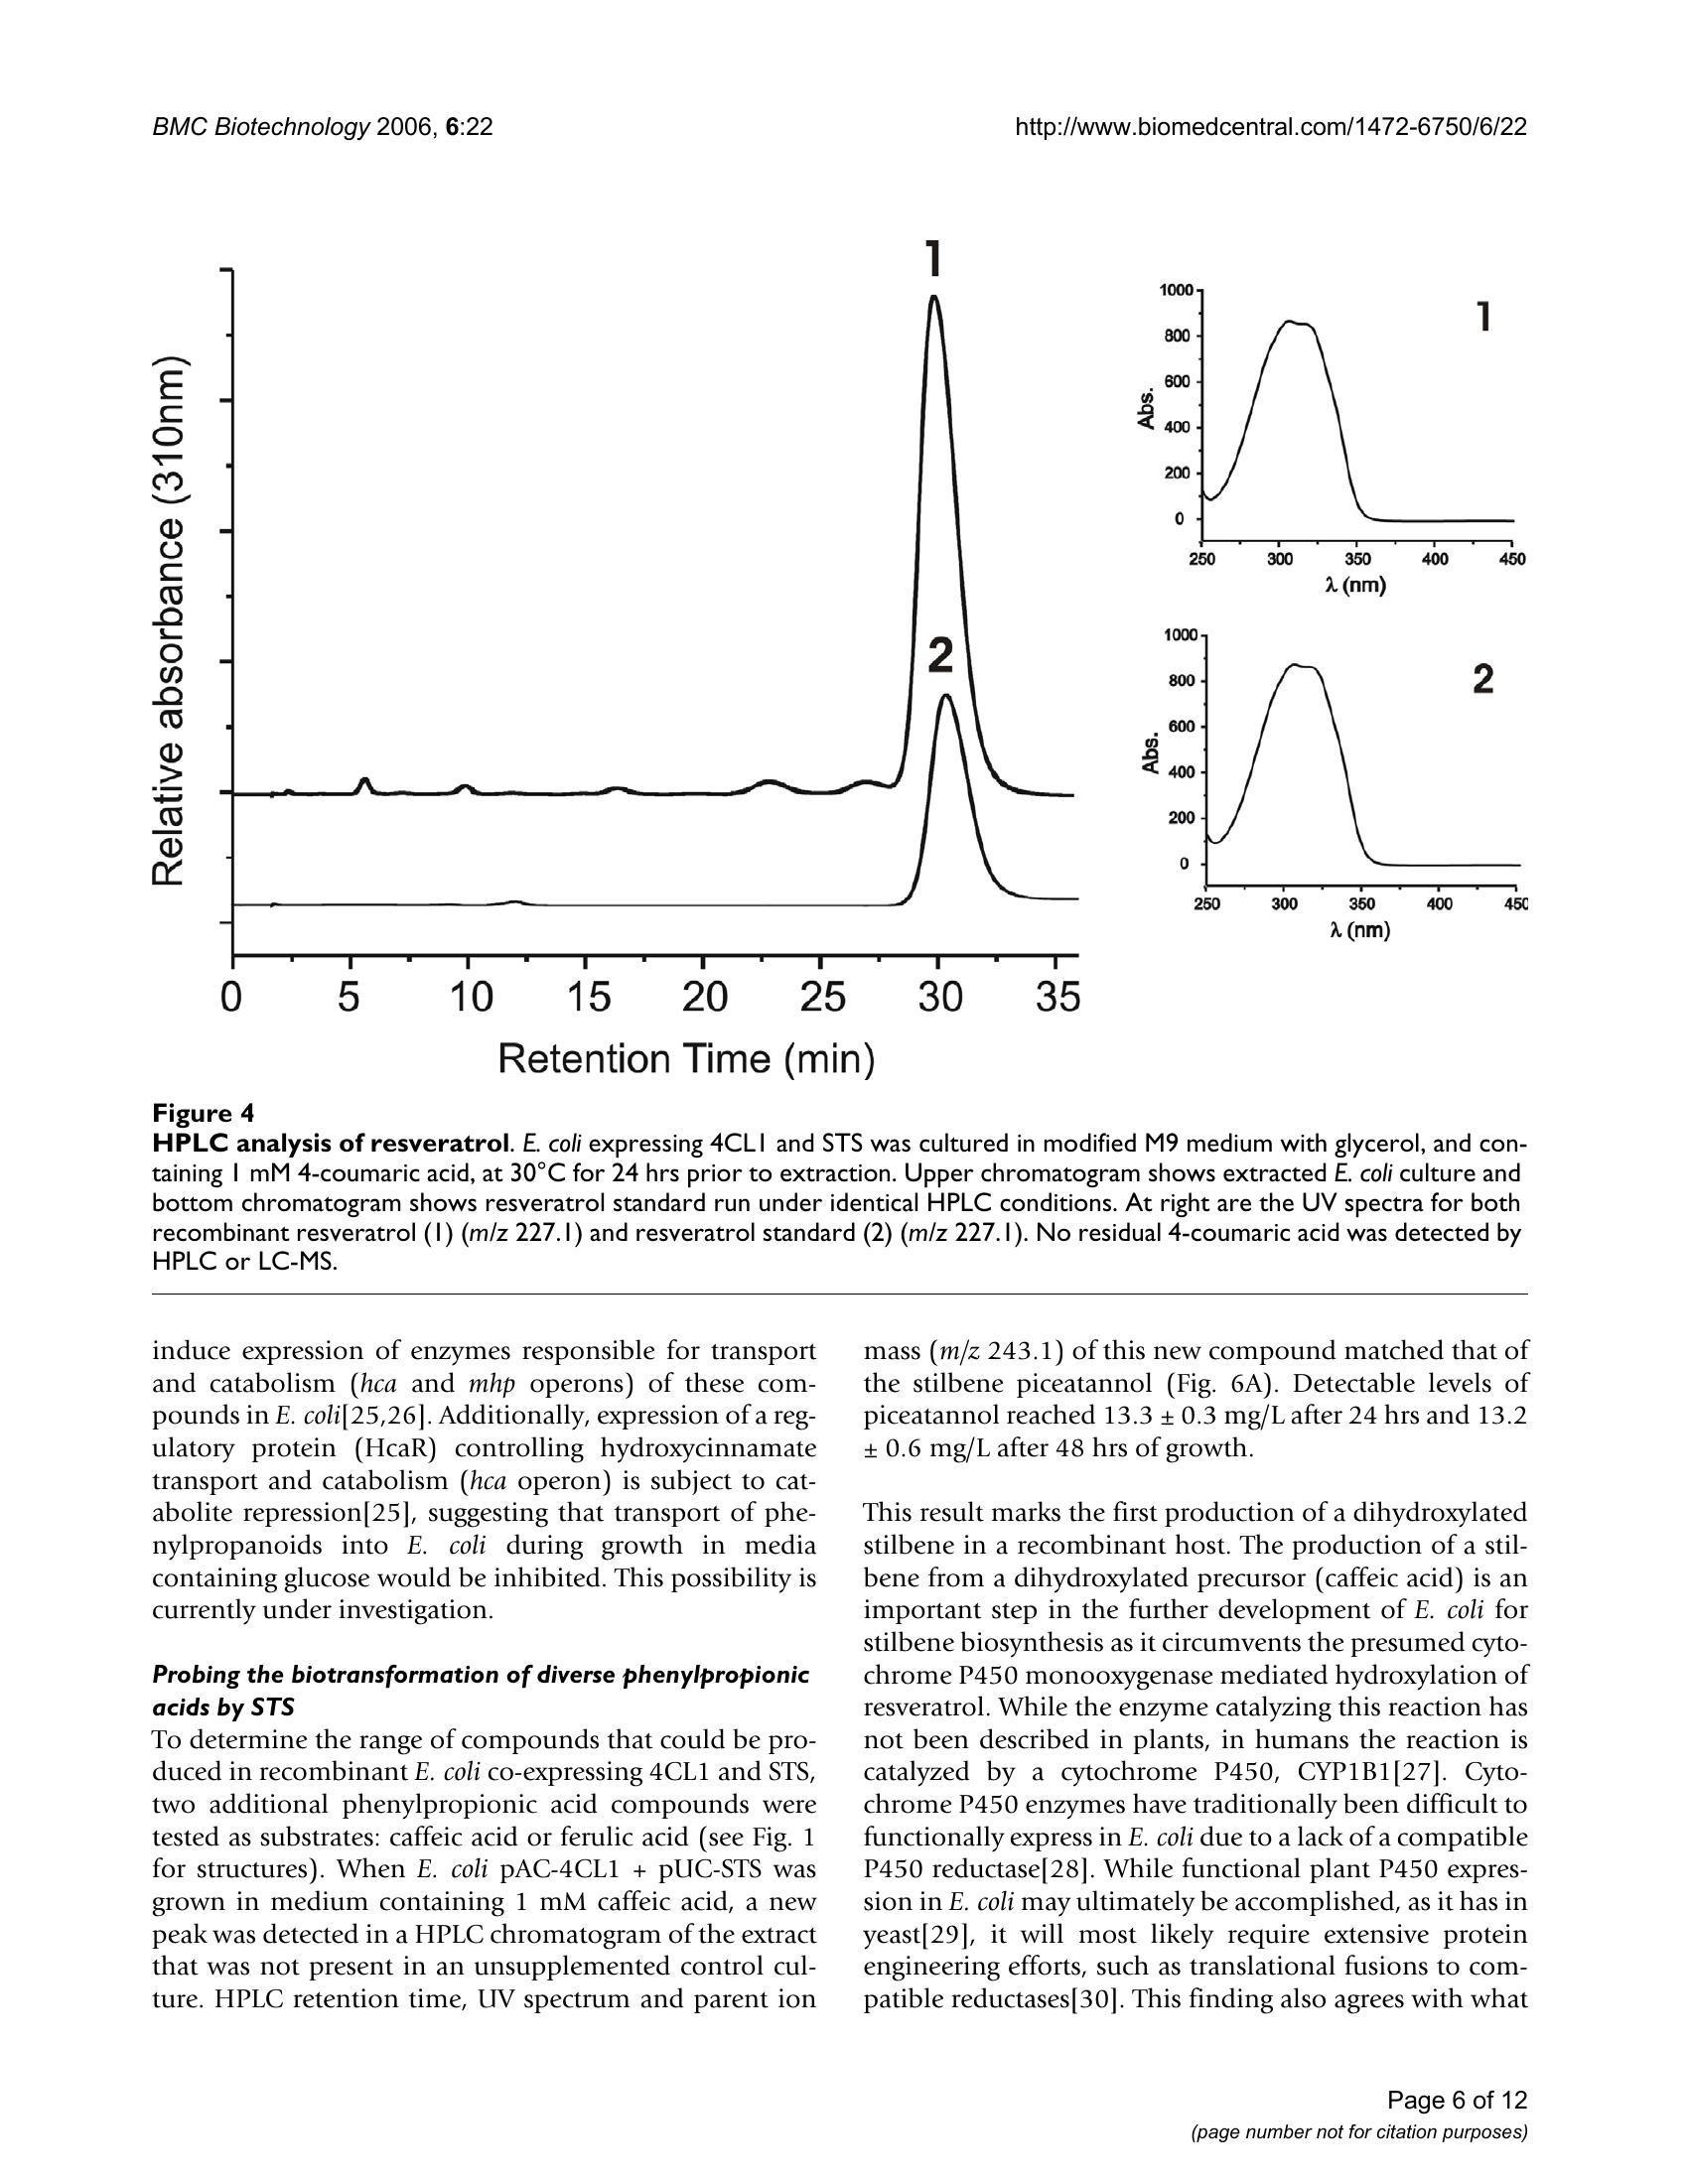 BMC Biotechnology 2006, 6:22
http://www.biomedcentral.com/1472-6750/6/22
1
2
Relative absorbance (310nm)
0 5 10 15 20 25 30 35
Retention Time (min)
1
1000
800
600
400
200
0
Abs.
250 300 350 400 450
λ (nm)
2
1000
800
600
400
200
0
Abs.
250 300 350 400 450
λ (nm)
Figure 4
HPLC analysis of resveratrol. E. coli expressing 4CL1 and STS was cultured in modified M9 medium with glycerol, and con-
taining 1 mM 4-coumaric acid, at 30°C for 24 hrs prior to extraction. Upper chromatogram shows extracted E. coli culture and
bottom chromatogram shows resveratrol standard run under identical HPLC conditions. At right are the UV spectra for both
recombinant resveratrol (1) (m/z 227.1) and resveratrol standard (2) (m/z 227.1). No residual 4-coumaric acid was detected by
HPLC or LC-MS.
induce expression of enzymes responsible for transport
and catabolism (hca and mhp operons) of these com-
pounds in E. coli[25,26]. Additionally, expression of a reg-
ulatory protein (HcaR) controlling hydroxycinnamate
transport and catabolism (hca operon) is subject to cat-
abolite repression[25], suggesting that transport of phe-
nylpropanoids into E. coli during growth in media
containing glucose would be inhibited. This possibility is
currently under investigation.
Probing the biotransformation of diverse phenylpropionic
acids by STS
To determine the range of compounds that could be pro-
duced in recombinant E. coli co-expressing 4CL1 and STS,
two additional phenylpropionic acid compounds were
tested as substrates: caffeic acid or ferulic acid (see Fig. 1
for structures). When E. coli pAC-4CL1 + pUC-STS was
grown in medium containing 1 mM caffeic acid, a new
peak was detected in a HPLC chromatogram of the extract
that was not present in an unsupplemented control cul-
ture. HPLC retention time, UV spectrum and parent ion
mass (m/z 243.1) of this new compound matched that of
the stilbene piceatannol (Fig. 6A). Detectable levels of
piceatannol reached 13.3 ± 0.3 mg/L after 24 hrs and 13.2
± 0.6 mg/L after 48 hrs of growth.
This result marks the first production of a dihydroxylated
stilbene in a recombinant host. The production of a stil-
bene from a dihydroxylated precursor (caffeic acid) is an
important step in the further development of E. coli for
stilbene biosynthesis as it circumvents the presumed cyto-
chrome P450 monooxygenase mediated hydroxylation of
resveratrol. While the enzyme catalyzing this reaction has
not been described in plants, in humans the reaction is
catalyzed by a cytochrome P450, CYP1B1[27]. Cyto-
chrome P450 enzymes have traditionally been difficult to
functionally express in E. coli due to a lack of a compatible
P450 reductase[28]. While functional plant P450 expres-
sion in E. coli may ultimately be accomplished, as it has in
yeast[29], it will most likely require extensive protein
engineering efforts, such as translational fusions to com-
patible reductases[30]. This finding also agrees with what
Page 6 of 12
(page number not for citation purposes)